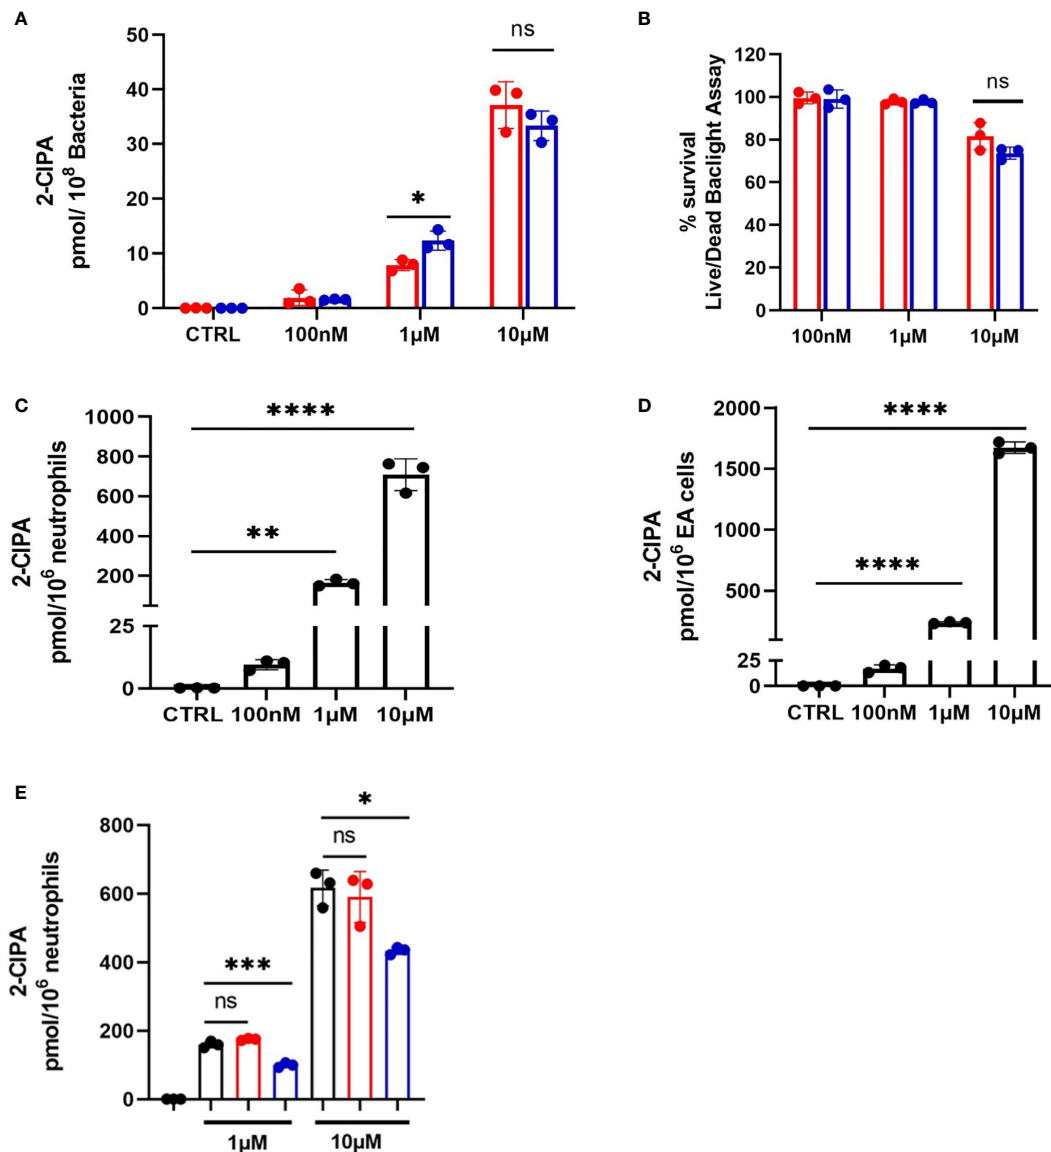 A
2-ClPA
pmol/ 10⁸ Bacteria
50
40
30
20
10
0
ns
*
CTRL
100nM
1µM
10µM
B
% survival
Live/Dead Baclight Assay
120
100
80
60
40
20
0
ns
100nM
1µM
10µM
C
2-ClPA
pmol/10⁶ neutrophils
1000
800
600
400
200
25
0
****
**
CTRL
100nM
1µM
10µM
D
2-ClPA
pmol/10⁶ EA cells
2000
1500
1000
500
25
0
****
****
CTRL
100nM
1µM
10µM
E
2-ClPA
pmol/10⁶ neutrophils
800
600
400
200
0
*
ns
***
ns
1µM
10µM